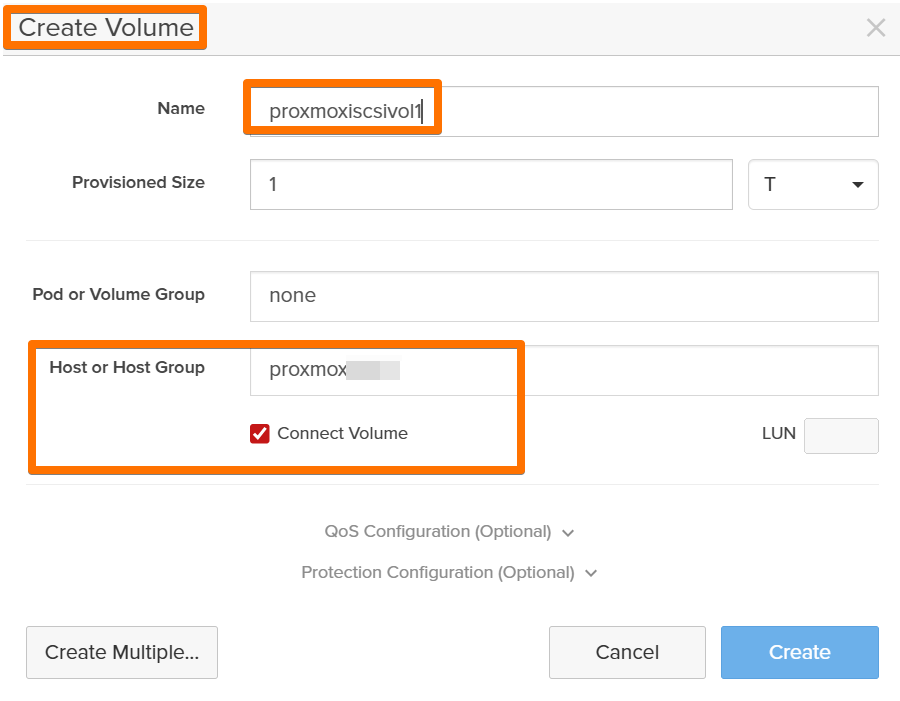 Create Volume
Name proxmoxiscsivol1
Provisioned Size 1 T
Pod or Volume Group none
Host or Host Group proxmox
Connect Volume LUN
QoS Configuration (Optional)
Protection Configuration (Optional)
Create Multiple... Cancel Create